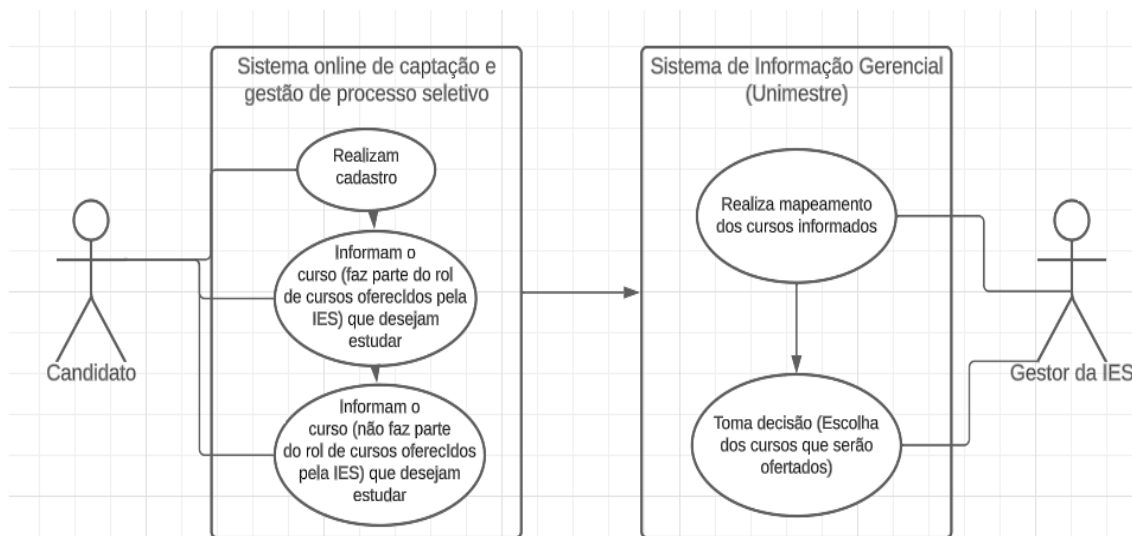 Sistema online de captação e
gestão de processo seletivo
Realizam
cadastro
Informam o
curso (faz parte do rol
de cursos oferecidos pela
IES) que desejam
estudar
Informam o
curso (não faz parte
do rol de cursos oferecidos
pela IES) que desejam
estudar
Candidato
Sistema de Informação Gerencial
(Unimestre)
Realiza mapeamento
dos cursos informados
Toma decisão (Escolha
dos cursos que serão
ofertados)
Gestor da IES